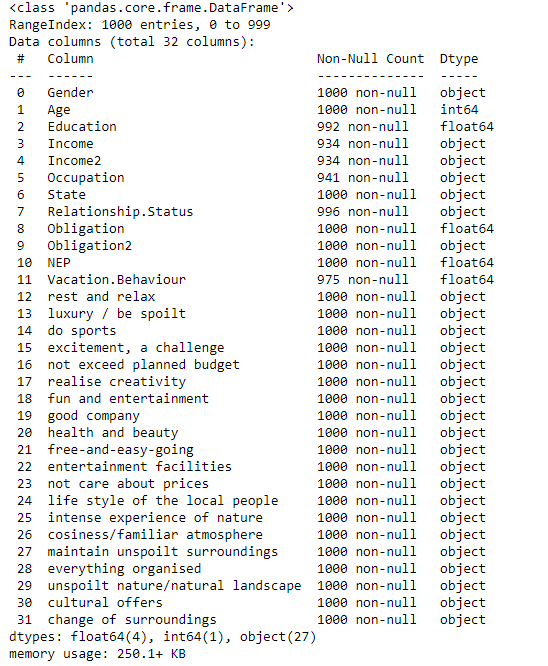 <class 'pandas.core.frame.DataFrame'>
RangeIndex: 1000 entries, 0 to 999
Data columns (total 32 columns):
 #   Column                           Non-Null Count  Dtype
---  ------                           --------------  -----
 0   Gender                           1000 non-null   object
 1   Age                              1000 non-null   int64
 2   Education                        992 non-null    float64
 3   Income                           934 non-null    object
 4   Income2                          934 non-null    object
 5   Occupation                       941 non-null    object
 6   State                            1000 non-null   object
 7   Relationship.Status              996 non-null    object
 8   Obligation                       1000 non-null   float64
 9   Obligation2                      1000 non-null   object
 10  NEP                              1000 non-null   float64
 11  Vacation.Behaviour               975 non-null    float64
 12  rest and relax                   1000 non-null   object
 13  luxury / be spoilt               1000 non-null   object
 14  do sports                        1000 non-null   object
 15  excitement, a challenge          1000 non-null   object
 16  not exceed planned budget        1000 non-null   object
 17  realise creativity               1000 non-null   object
 18  fun and entertainment            1000 non-null   object
 19  good company                     1000 non-null   object
 20  health and beauty                1000 non-null   object
 21  free-and-easy-going              1000 non-null   object
 22  entertainment facilities         1000 non-null   object
 23  not care about prices            1000 non-null   object
 24  life style of the local people   1000 non-null   object
 25  intense experience of nature     1000 non-null   object
 26  cosiness/familiar atmosphere     1000 non-null   object
 27  maintain unspoilt surroundings   1000 non-null   object
 28  everything organised             1000 non-null   object
 29  unspoilt nature/natural landscape  1000 non-null   object
 30  cultural offers                  1000 non-null   object
 31  change of surroundings           1000 non-null   object
dtypes: float64(4), int64(1), object(27)
memory usage: 250.1+ KB